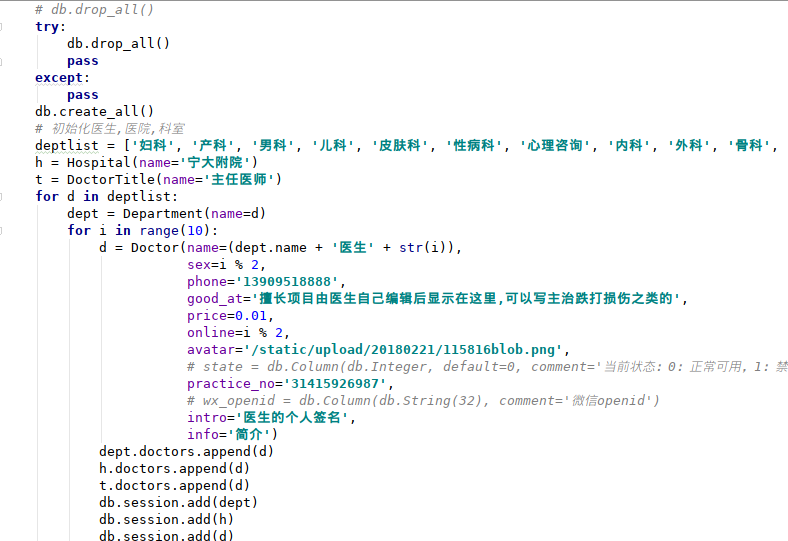 # db.drop_all()
try:
    db.drop_all()
    pass
except:
    pass
db.create_all()
# 初始化医生,医院,科室
deptlist = ['妇科', '产科', '男科', '儿科', '皮肤科', '性病科', '心理咨询', '内科', '外科', '骨科',
h = Hospital(name='宁大附院')
t = DoctorTitle(name='主任医师')
for d in deptlist:
    dept = Department(name=d)
    for i in range(10):
        d = Doctor(name=(dept.name + '医生' + str(i)),
                   sex=i % 2,
                   phone='13909518888',
                   good_at='擅长项目由医生自己编辑后显示在这里,可以写主治跌打损伤之类的',
                   price=0.01,
                   online=i % 2,
                   avatar='/static/upload/20180221/115816blob.png',
                   # state = db.Column(db.Integer, default=0, comment='当前状态: 0: 正常可用, 1: 禁
                   practice_no='31415926987',
                   # wx_openid = db.Column(db.String(32), comment='微信openid')
                   intro='医生的个人签名',
                   info='简介')
        dept.doctors.append(d)
        h.doctors.append(d)
        t.doctors.append(d)
        db.session.add(dept)
        db.session.add(h)
        db.session.add(d)